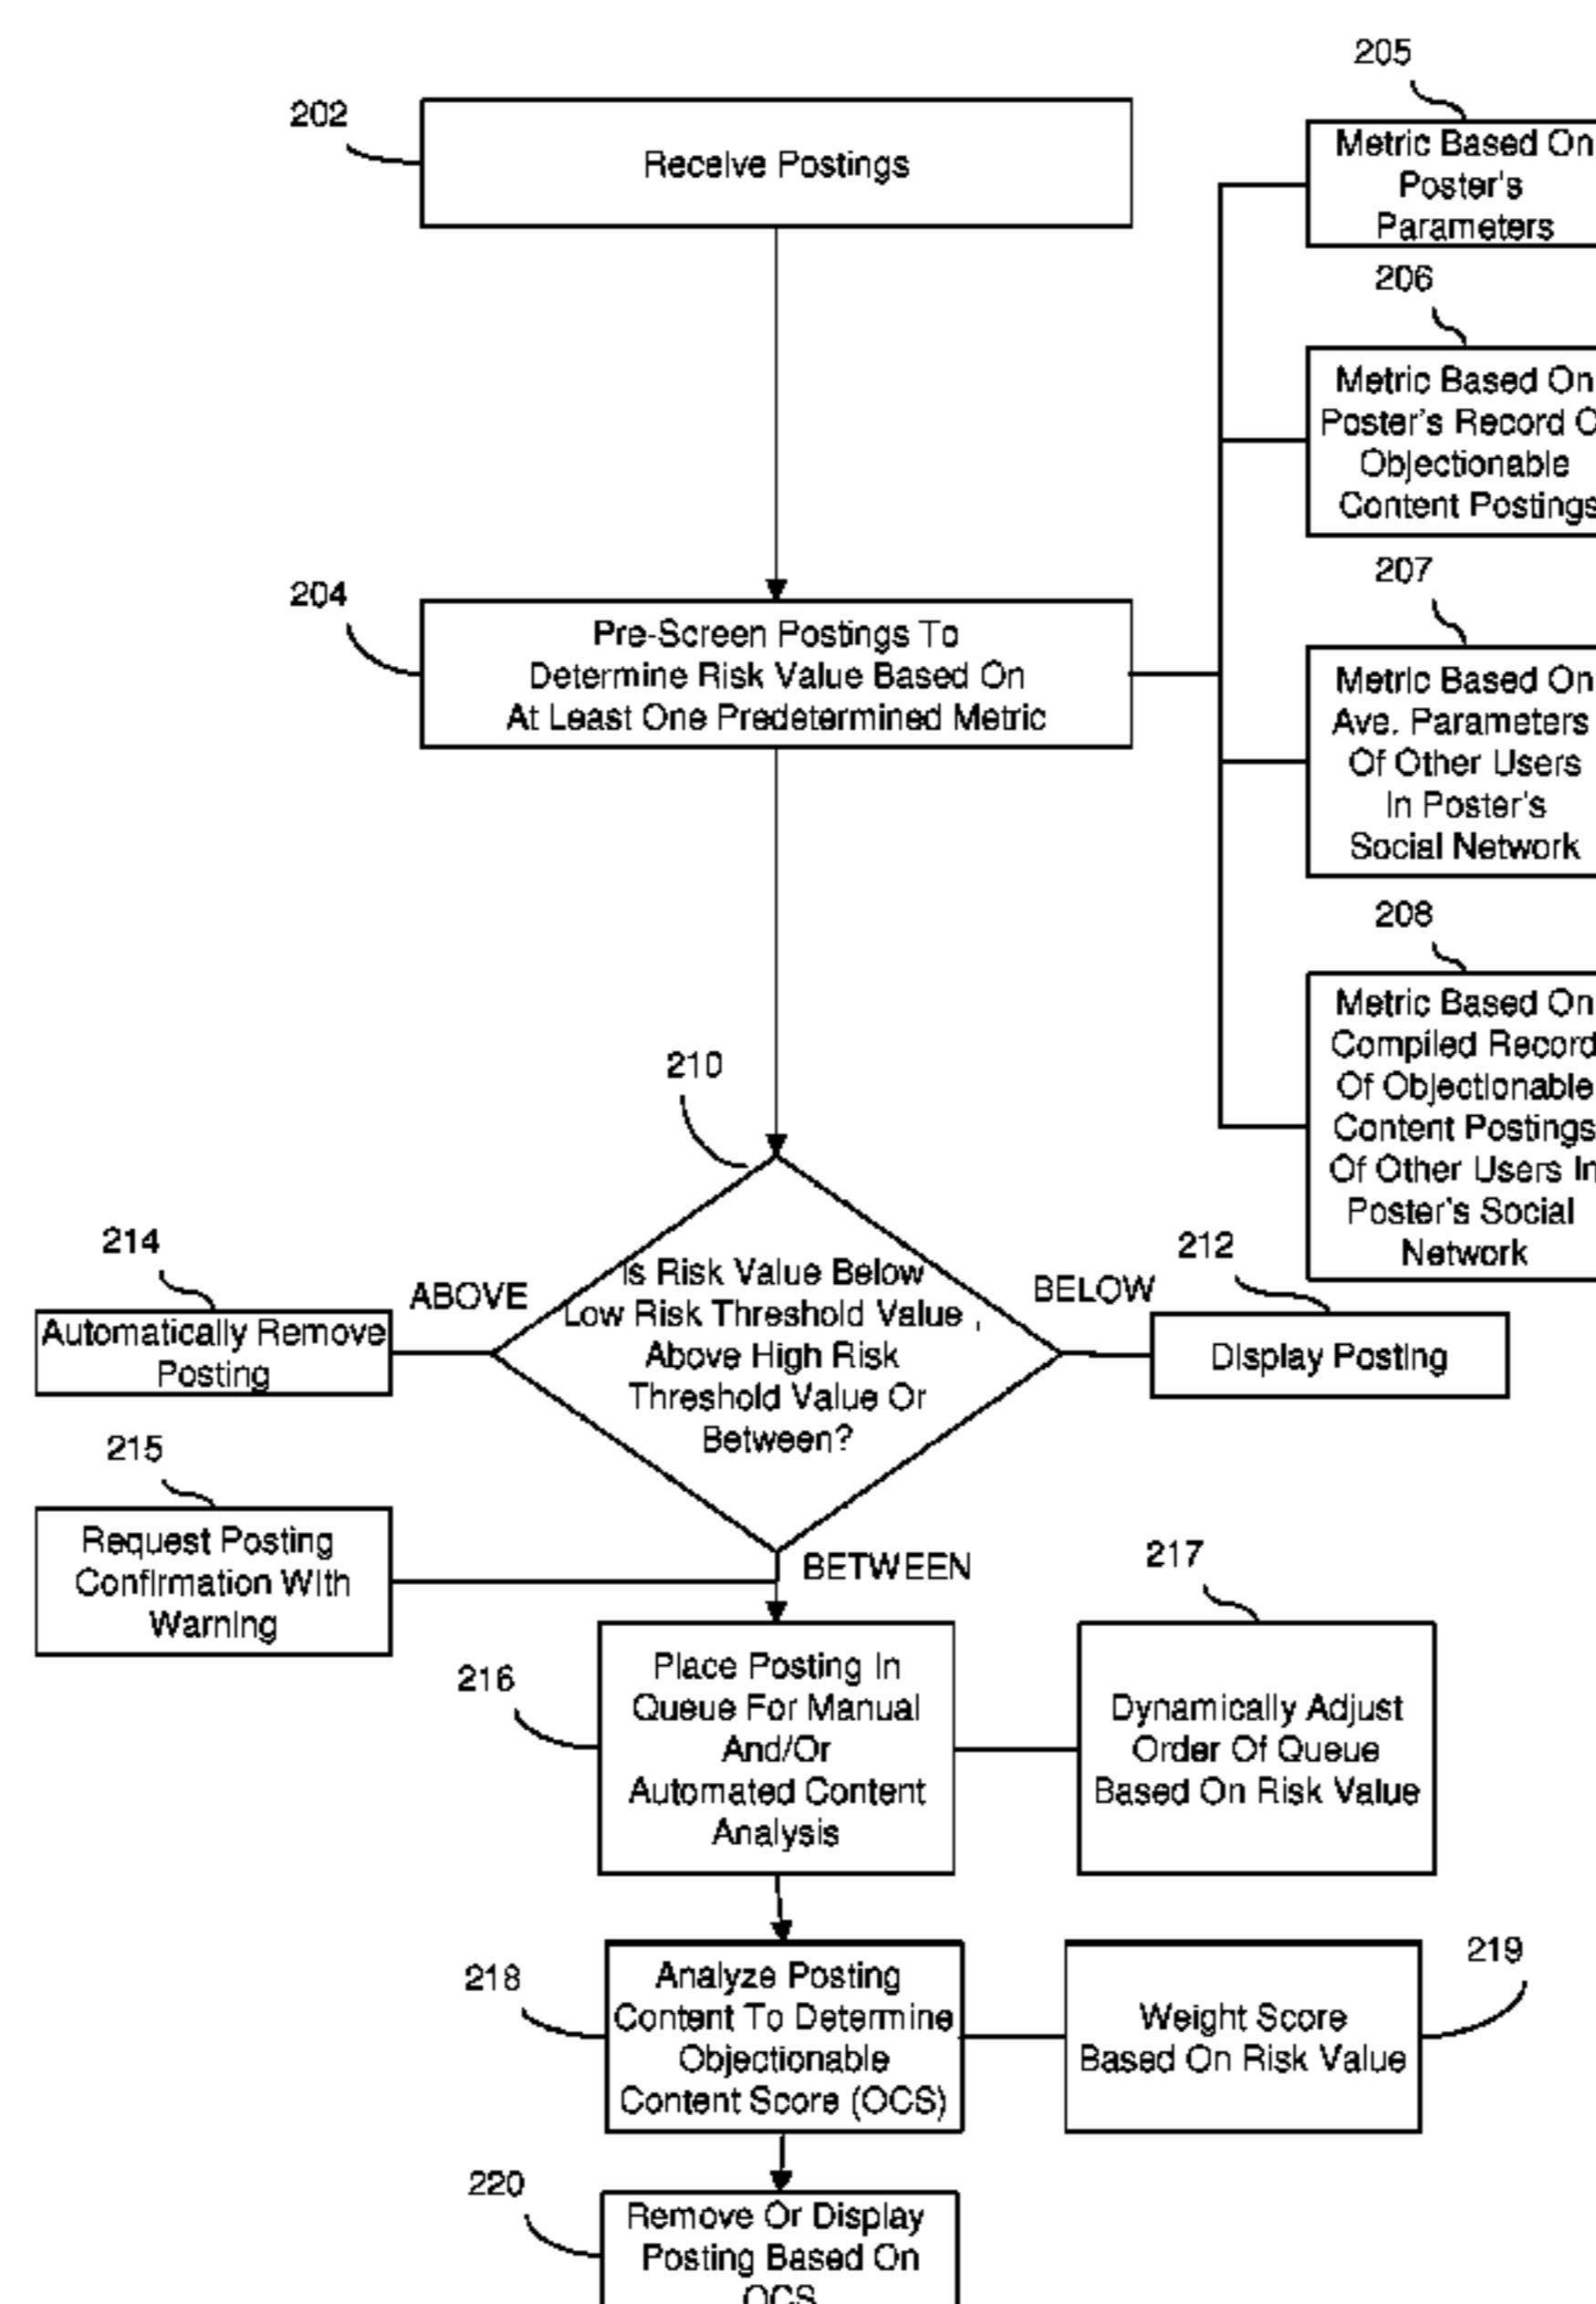 202
Receive Postings
205
Metric Based On
Poster's
Parameters
206
Metric Based On
Poster's Record
Objectionable
Content Postings
204
Pre-Screen Postings To
Determine Risk Value Based On
At Least One Predetermined Metric
207
Metric Based On
Ave. Parameters
Of Other Users
In Poster's
Social Network
208
Metric Based On
Compiled Record
Of Objectionable
Content Postings
Of Other Users In
Poster's Social
Network
210
Is Risk Value Below
Low Risk Threshold Value ,
Above High Risk
Threshold Value Or
Between?
214
ABOVE
Automatically Remove
Posting
212
BELOW
Display Posting
215
Request Posting
Confirmation With
Warning
BETWEEN
216
Place Posting In
Queue For Manual
And/Or
Automated Content
Analysis
217
Dynamically Adjust
Order Of Queue
Based On Risk Value
218
Analyze Posting
Content To Determine
Objectionable
Content Score (OCS)
219
Weight Score
Based On Risk Value
220
Remove Or Display
Posting Based On
OCS